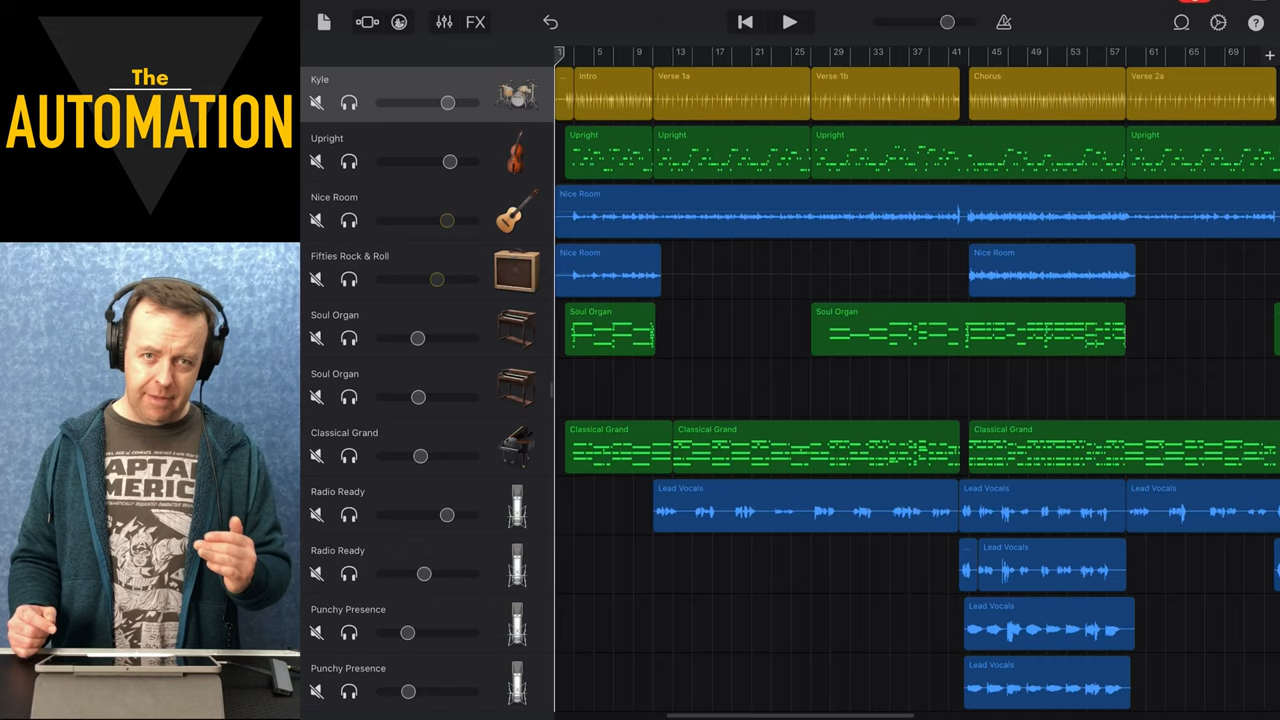 The
AUTOMATION
FX
1 5 9 13 17 21 25 29 33 37 41 45 49 53 57 61 65 69
Kyle
... Intro Verse 1a Verse 1b Chorus Verse 2a
Upright
Upright Upright Upright Upright
Nice Room
Nice Room
Fifties Rock & Roll
Nice Room Nice Room
Soul Organ
Soul Organ Soul Organ
Soul Organ
Classical Grand
Classical Grand Classical Grand Classical Grand
Radio Ready
Lead Vocals Lead Vocals Lead Vocals
Radio Ready
... Lead Vocals
Punchy Presence
Lead Vocals
Punchy Presence
Lead Vocals
APTA
MERIC